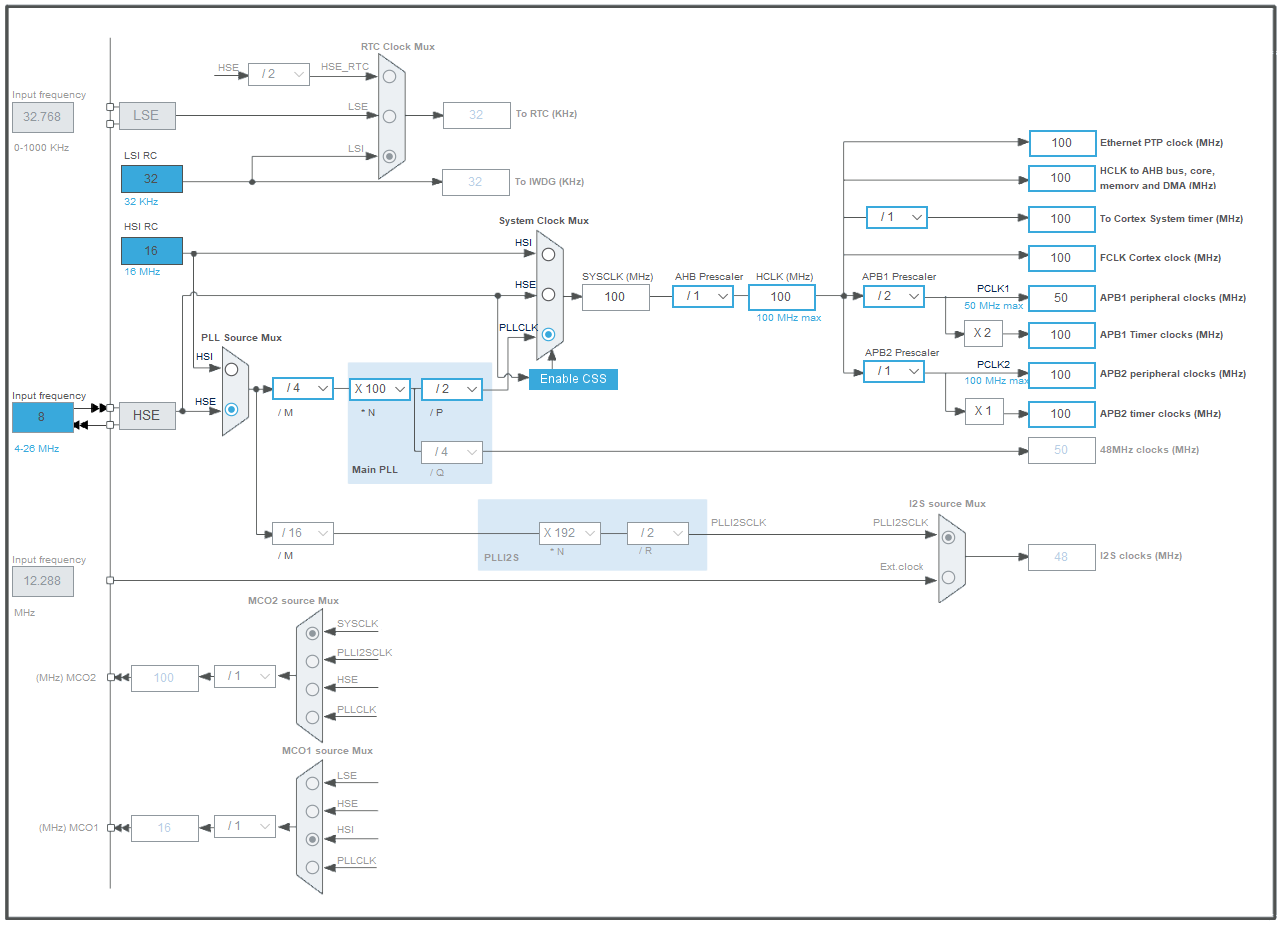 RTC Clock Mux
HSE
/ 2
HSE_RTC
Input frequency
32.768
0-1000 KHz
LSE
LSE
32
To RTC (KHz)
LSI RC
32
32 KHz
LSI
32
To IWDG (KHz)
HSI RC
16
16 MHz
System Clock Mux
HSI
HSE
PLLCLK
Enable CSS
SYSCLK (MHz)
100
AHB Prescaler
/ 1
HCLK (MHz)
100
100 MHz max
100
Ethernet PTP clock (MHz)
100
HCLK to AHB bus, core,
memory and DMA (MHz)
/ 1
100
To Cortex System timer (MHz)
100
FCLK Cortex clock (MHz)
APB1 Prescaler
/ 2
PCLK1
50 MHz max
50
APB1 peripheral clocks (MHz)
X 2
100
APB1 Timer clocks (MHz)
APB2 Prescaler
/ 1
PCLK2
100 MHz max
100
APB2 peripheral clocks (MHz)
X 1
100
APB2 timer clocks (MHz)
50
48MHz clocks (MHz)
PLL Source Mux
HSI
HSE
Input frequency
8
4-26 MHz
HSE
/ 4
/ M
X 100
* N
/ 2
/ P
/ 4
/ Q
Main PLL
/ 16
/ M
X 192
* N
/ 2
/ R
PLLI2S
PLLI2SCLK
I2S source Mux
PLLI2SCLK
Ext.clock
48
I2S clocks (MHz)
Input frequency
12.288
MHz
MCO2 source Mux
SYSCLK
PLLI2SCLK
HSE
PLLCLK
(MHz) MCO2
100
/ 1
MCO1 source Mux
LSE
HSE
HSI
PLLCLK
(MHz) MCO1
16
/ 1